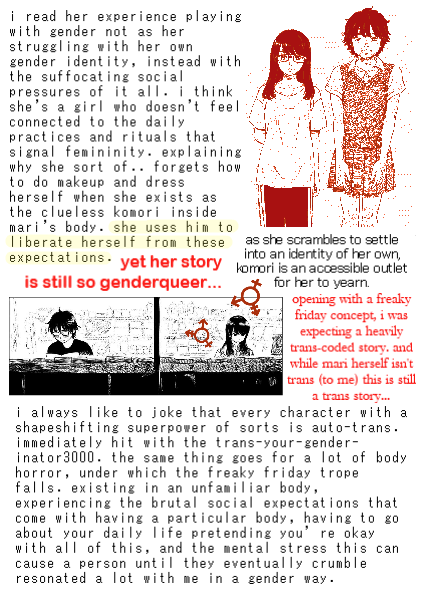 i read her experience playing
with gender not as her
struggling with her own
gender identity, instead with
the suffocating social
pressures of it all. i think
she's a girl who doesn't feel
connected to the daily
practices and rituals that
signal femininity. explaining
why she sort of.. forgets how
to do makeup and dress
herself when she exists as
the clueless komori inside
mari's body. she uses him to
liberate herself from these
expectations.
yet her story
is still so genderqueer...
as she scrambles to settle
into an identity of her own,
komori is an accessible outlet
for her to yearn.
opening with a freaky
friday concept, i was
expecting a heavily
trans-coded story. and
while mari herself isn't
trans (to me) this is still
a trans story...
i always like to joke that every character with a
shapeshifting superpower of sorts is auto-trans.
immediately hit with the trans-your-gender-
inator3000. the same thing goes for a lot of body
horror, under which the freaky friday trope
falls. existing in an unfamiliar body,
experiencing the brutal social expectations that
come with having a particular body, having to go
about your daily life pretending you're okay
with all of this, and the mental stress this can
cause a person until they eventually crumble
resonated a lot with me in a gender way.